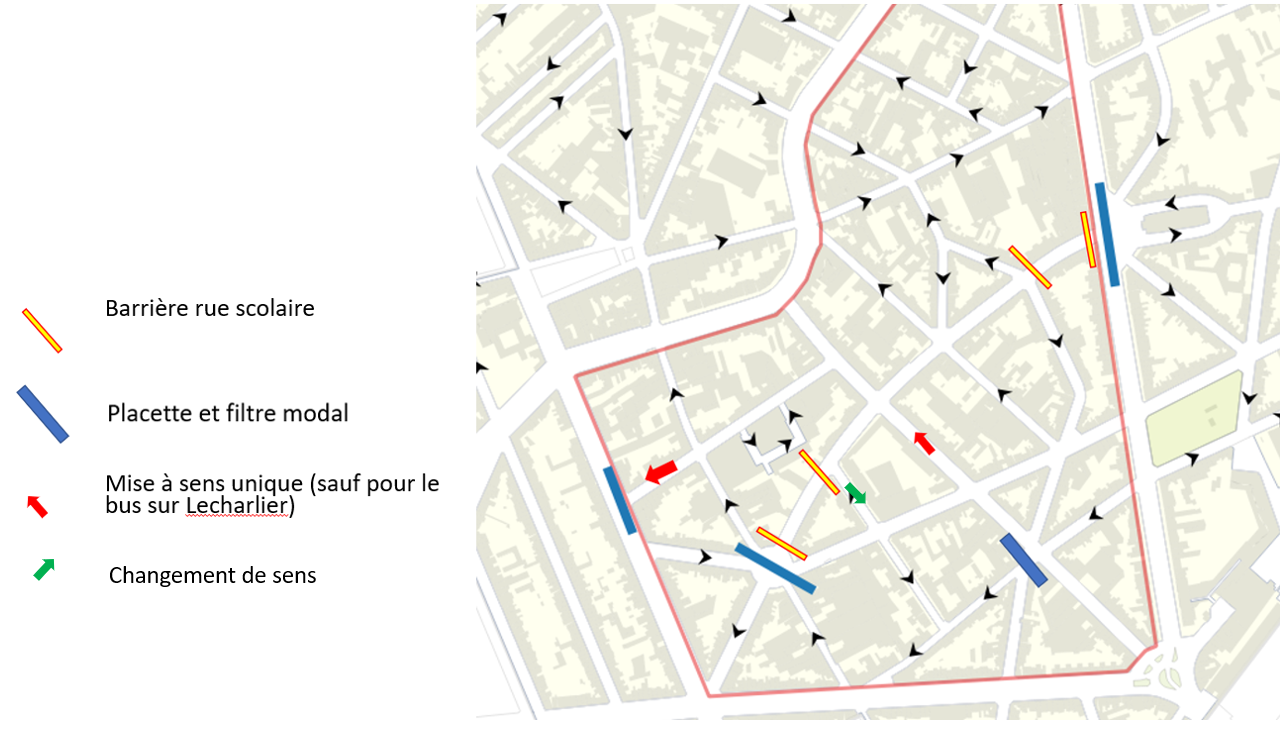 Barrière rue scolaire
Placette et filtre modal
Mise à sens unique (sauf pour le
bus sur Lecharlier)
Changement de sens